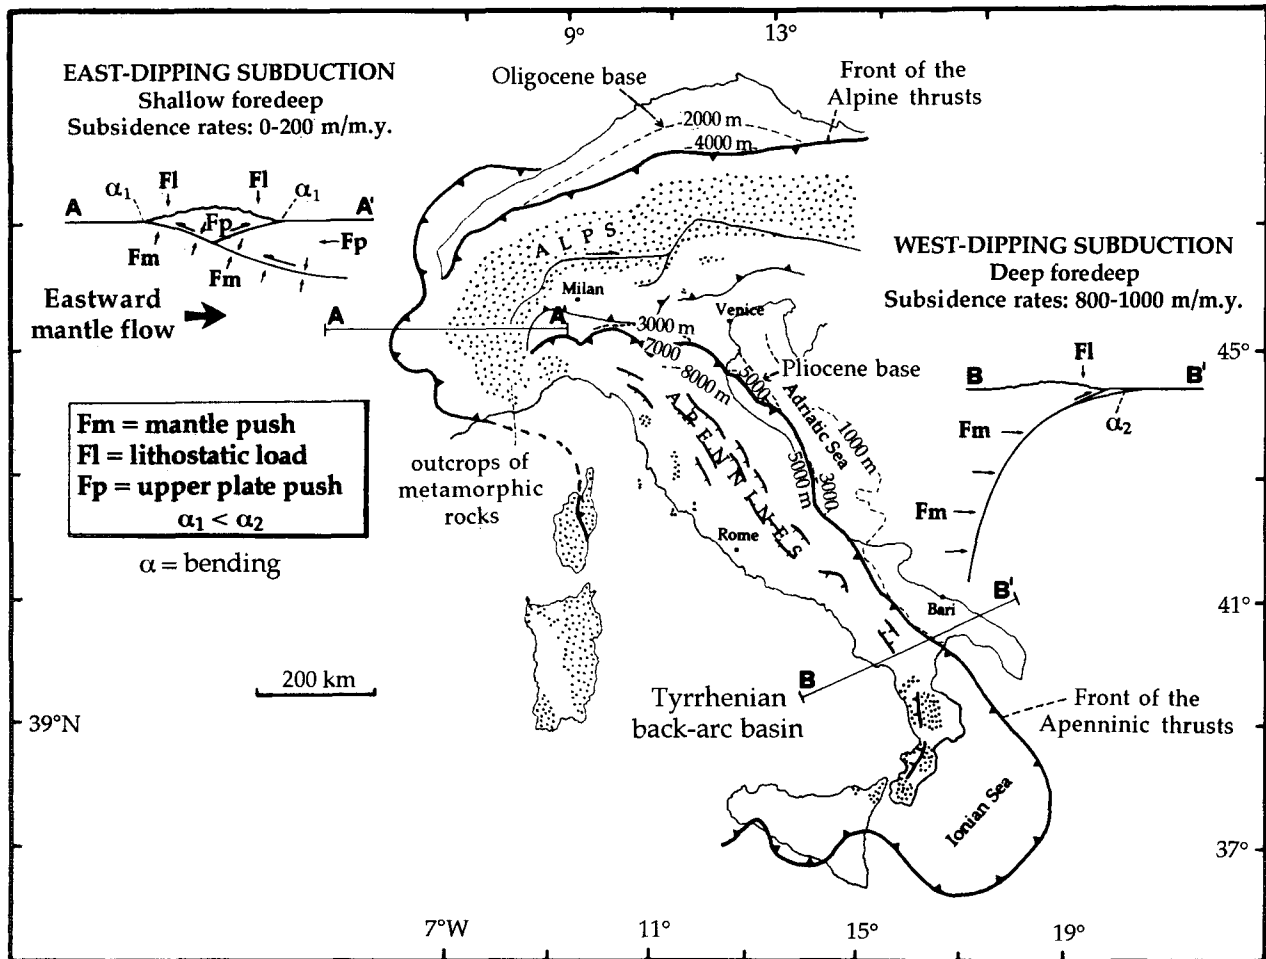 9°
13°
EAST-DIPPING SUBDUCTION
Shallow foredeep
Subsidence rates: 0-200 m/m.y.
Oligocene base
Front of the
Alpine thrusts
2000 m
4000 m
α1
Fl
Fl
α1
A
Fp
A'
Fm
Fm
Fp
Eastward
mantle flow
ALPS
WEST-DIPPING SUBDUCTION
Deep foredeep
Subsidence rates: 800-1000 m/m.y.
Milan
Venice
A
A'
3000 m
7000
8000 m
5000
Pliocene base
45°
Fl
B
B'
α2
Fm
Fm
Fm = mantle push
Fl = lithostatic load
Fp = upper plate push
α1 < α2
α = bending
outcrops of
metamorphic
rocks
APENNINES
Adriatic Sea
1000 m
5000 m
3000
Rome
Bari
B'
41°
B
200 km
Tyrrhenian
back-arc basin
39°N
Front of the
Apenninic thrusts
Ionian Sea
37°
7°W
11°
15°
19°